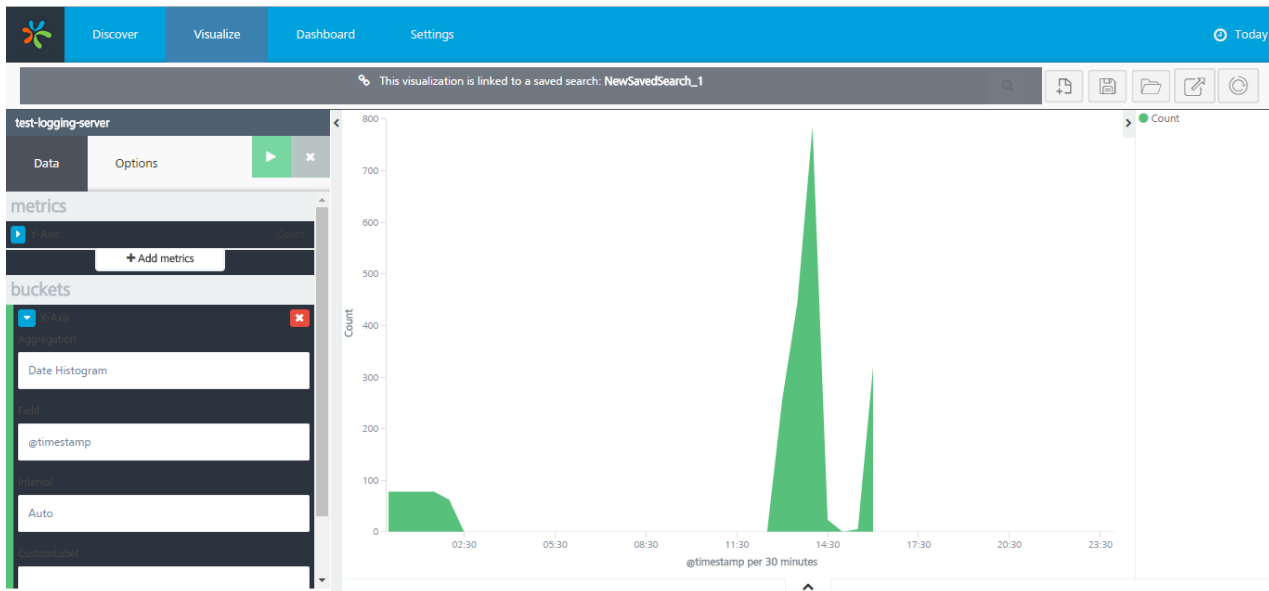 Discover Visualize Dashboard Settings Today
This visualization is linked to a saved search: NewSavedSearch_1
test-logging-server
Data Options
metrics
Y-Axis Count
Add metrics
buckets
X-Axis
Aggregation
Date Histogram
Field
@timestamp
Interval
Auto
CustomLabel
800
700
600
500
400
300
200
100
0
Count
02:30 05:30 08:30 11:30 14:30 17:30 20:30 23:30
@timestamp per 30 minutes
Count